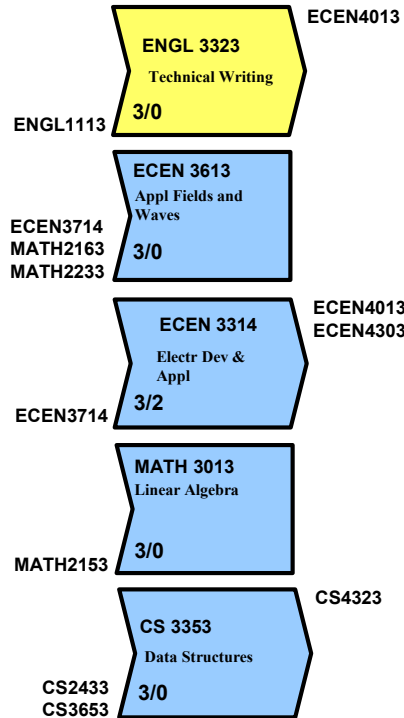 ECEN4013
ENGL 3323
Technical Writing
3/0
ENGL1113
ECEN 3613
Appl Fields and
Waves
ECEN3714
MATH2163
3/0
MATH2233
ECEN4013
ECEN 3314
ECEN4303
Electr Dev &
Appl
3/2
ECEN3714
MATH 3013
Linear Algebra
3/0
MATH2153
CS4323
CS 3353
Data Structures
CS2433
3/0
CS3653